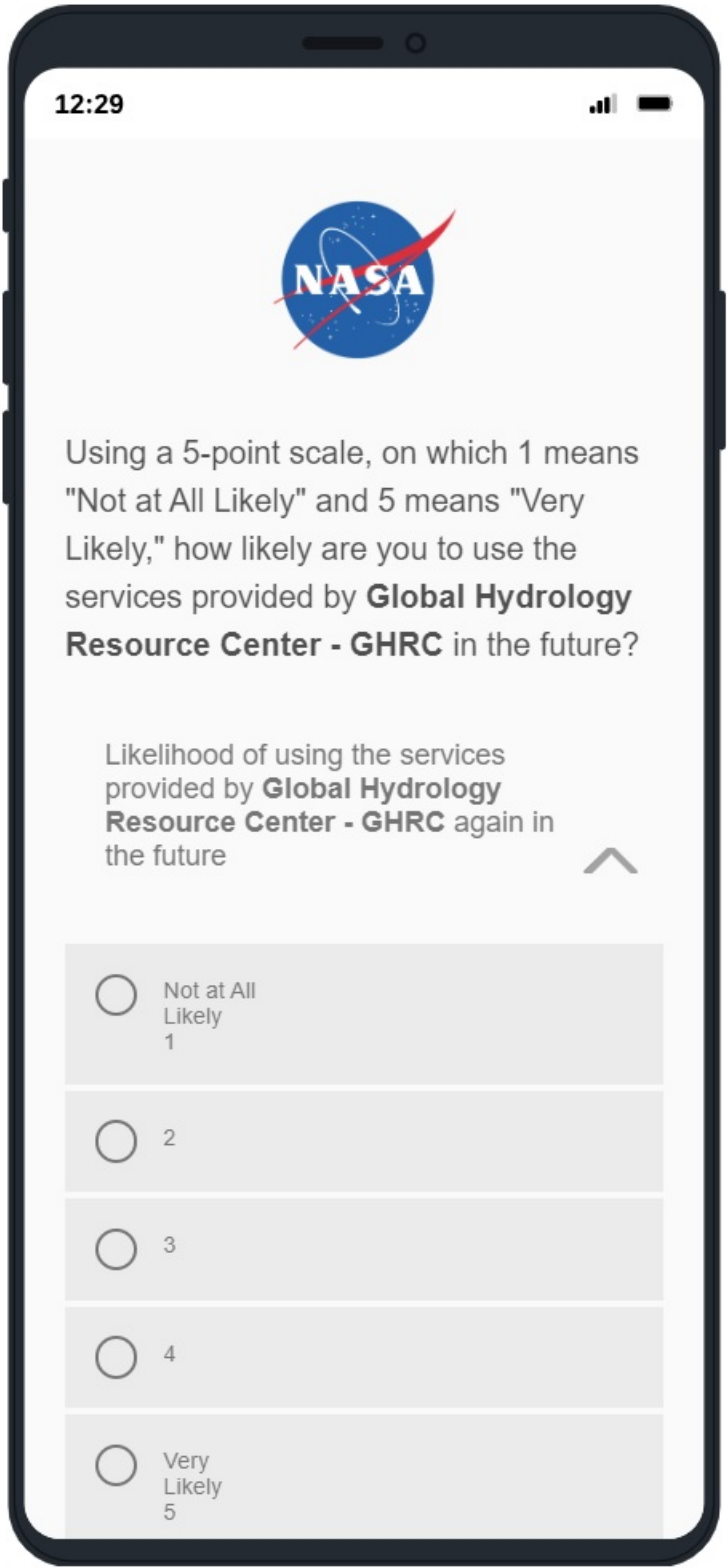 12:29
NASA
Using a 5-point scale, on which 1 means
"Not at All Likely" and 5 means "Very
Likely," how likely are you to use the
services provided by Global Hydrology
Resource Center - GHRC in the future?
Likelihood of using the services
provided by Global Hydrology
Resource Center - GHRC again in
the future
Not at All
Likely
1
2
3
4
Very
Likely
5